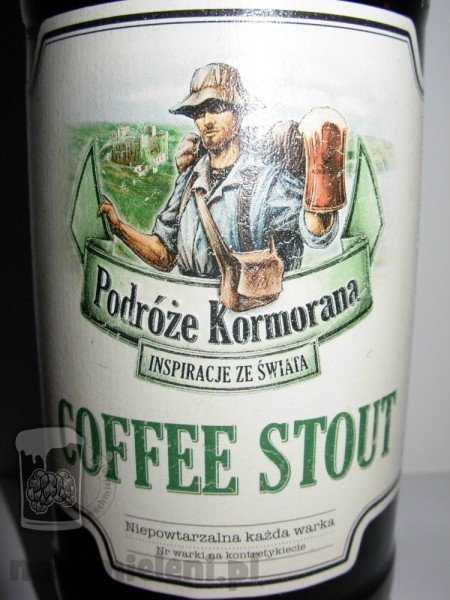 Podróże Kormorana
INSPIRACJE ZE ŚWIATA
COFFEE STOUT
Niepowtarzalna każda warka
Nr warki na kontretykiecie